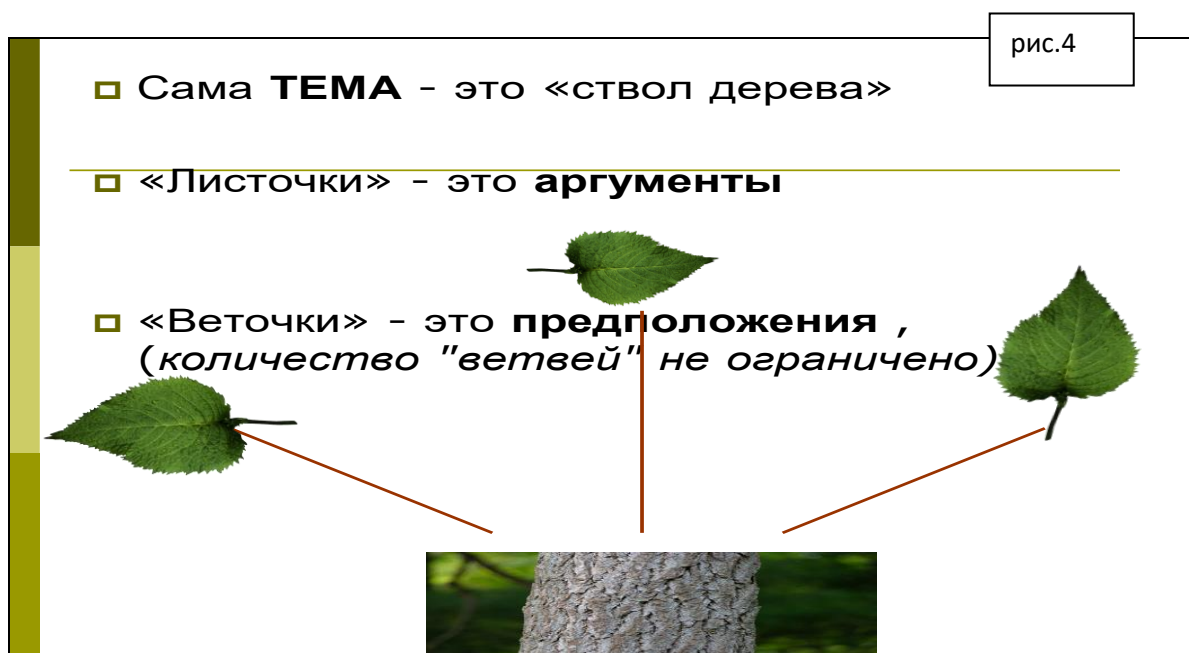 рис.4
Сама ТЕМА - это «ствол дерева»
«Листочки» - это аргументы
«Веточки» - это предположения ,
(количество "ветвей" не ограничено)